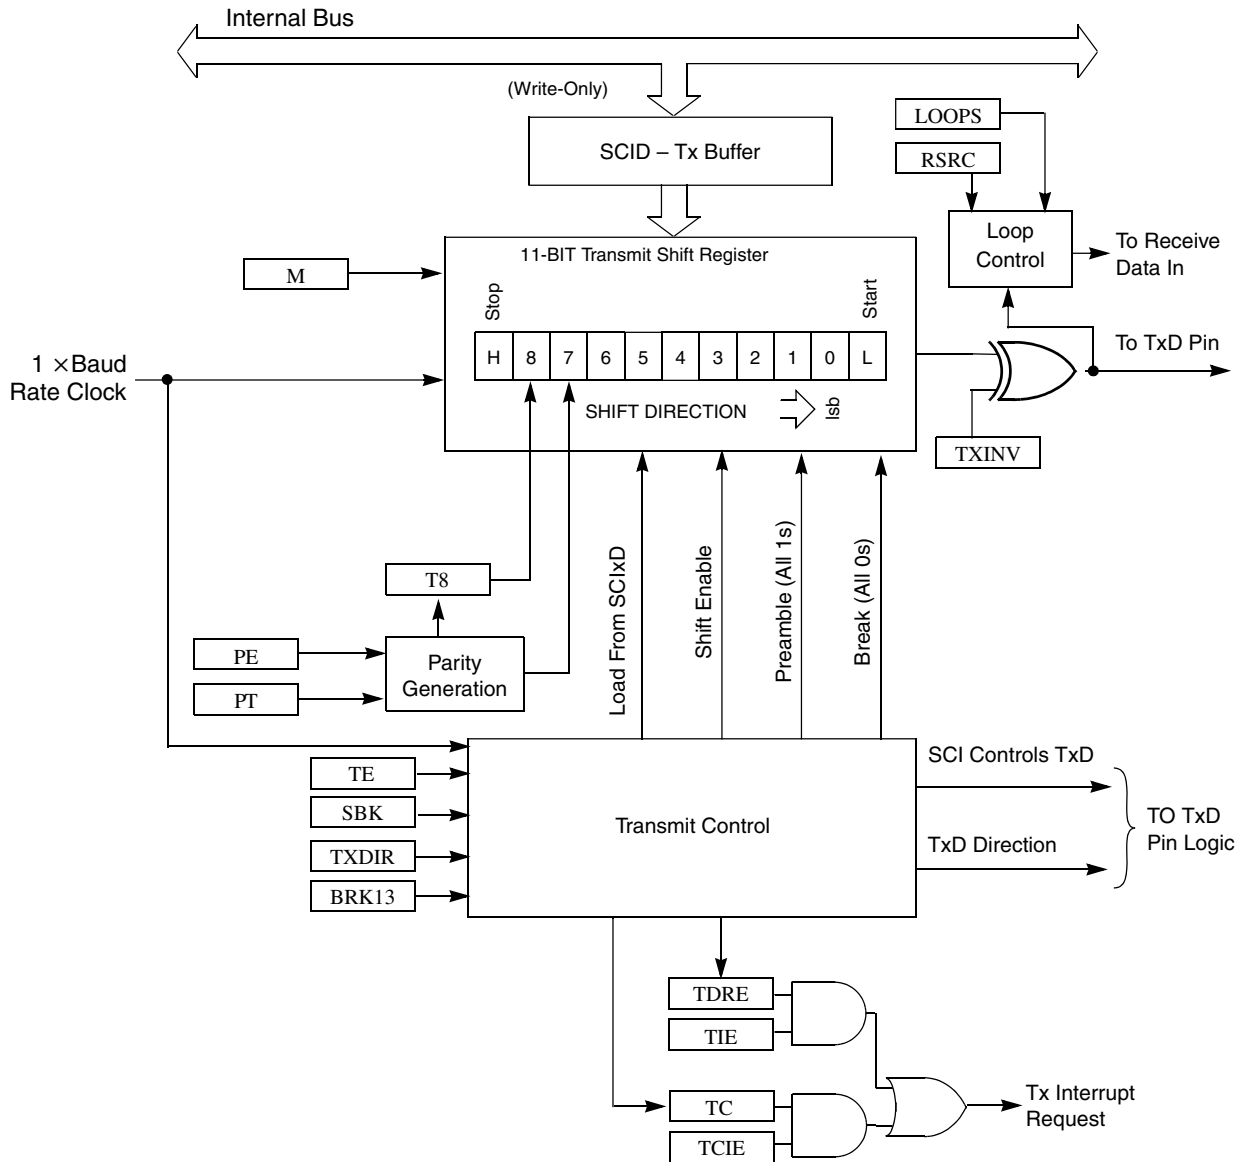 Internal Bus
(Write-Only)
SCID – Tx Buffer
LOOPS
RSRC
Loop
Control
To Receive
Data In
11-BIT Transmit Shift Register
M
Stop
Start
H 8 7 6 5 4 3 2 1 0 L
To TxD Pin
1 ×Baud
Rate Clock
SHIFT DIRECTION
lsb
TXINV
T8
PE
PT
Parity
Generation
Load From SCIxD
Shift Enable
Preamble (All 1s)
Break (All 0s)
TE
SBK
TXDIR
BRK13
Transmit Control
SCI Controls TxD
TxD Direction
TO TxD
Pin Logic
TDRE
TIE
TC
TCIE
Tx Interrupt
Request